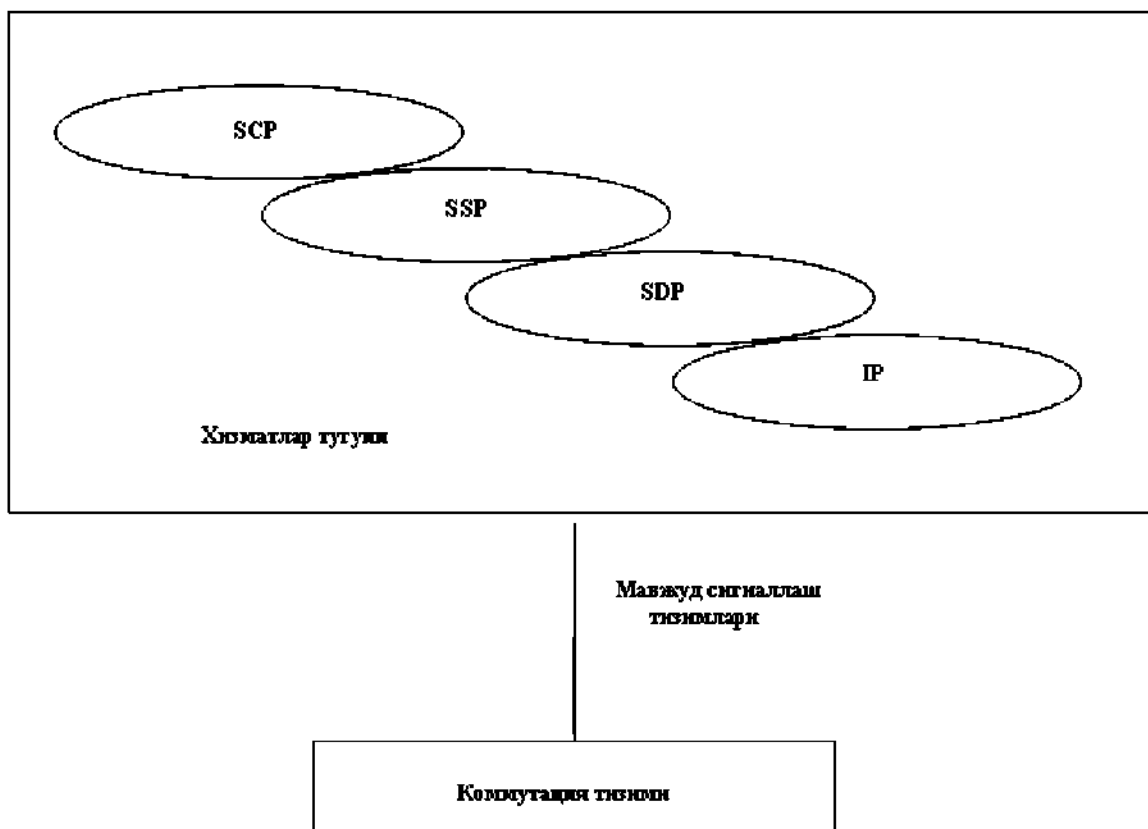 SCP
SSP
SDP
IP
Хизматлар тугуни
Мавжуд сигналлаш
тизимлари
Коммутация тизими